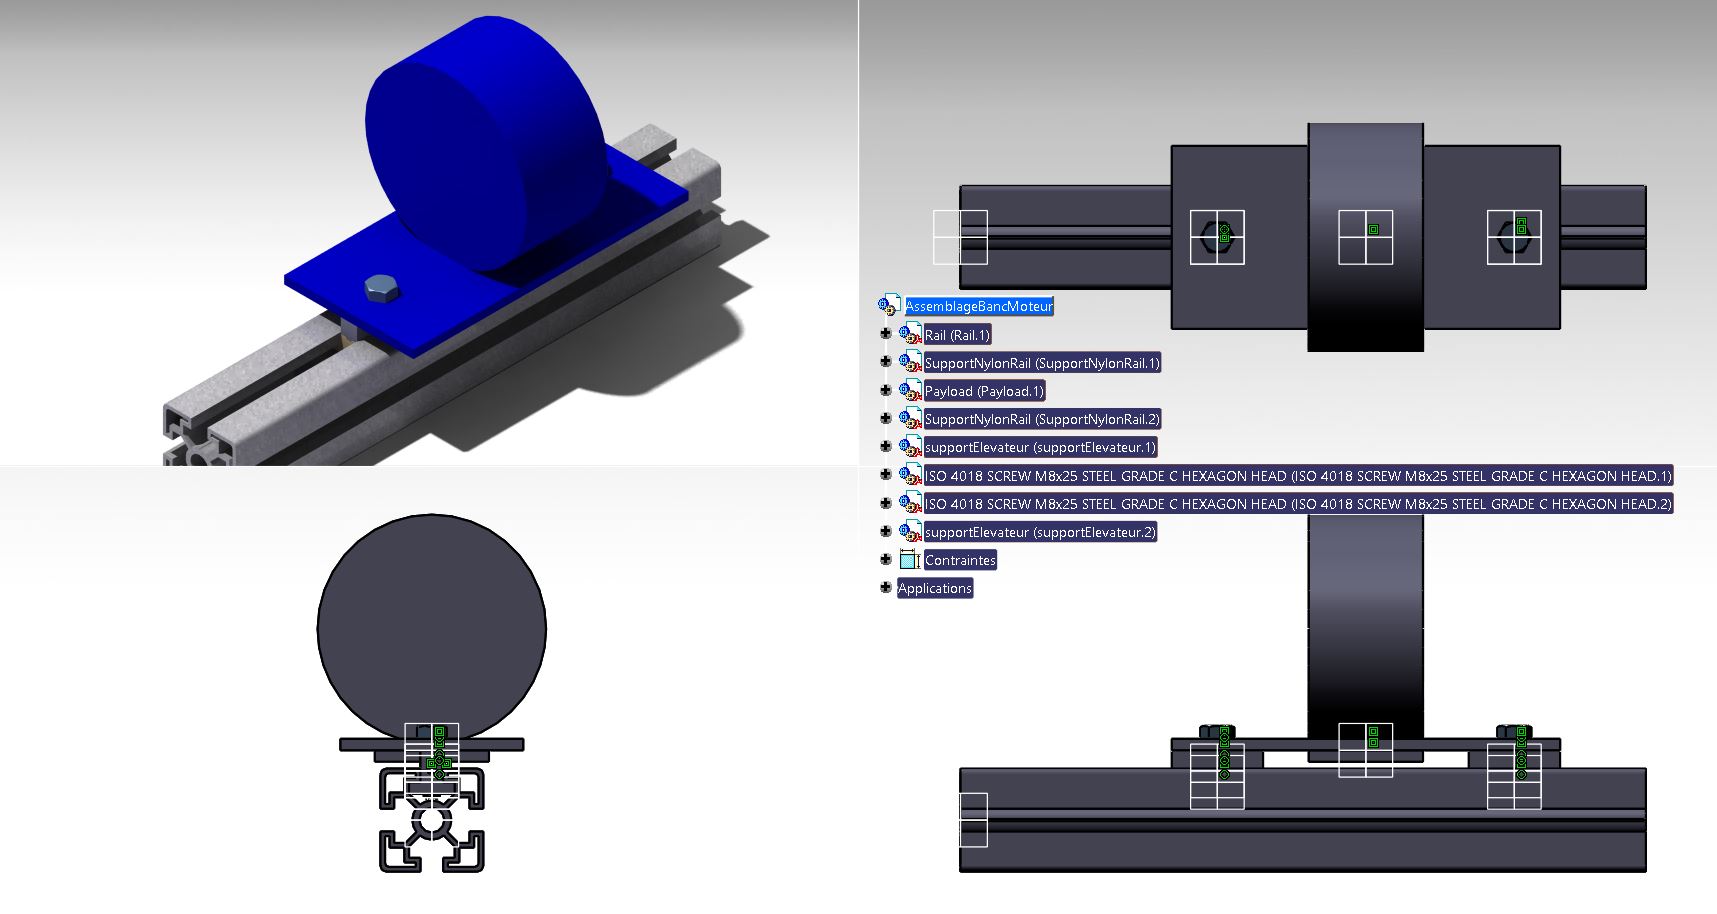 AssemblageBancMoteur
Rail (Rail.1)
SupportNylonRail (SupportNylonRail.1)
Payload (Payload.1)
SupportNylonRail (SupportNylonRail.2)
supportElevateur (supportElevateur.1)
ISO 4018 SCREW M8x25 STEEL GRADE C HEXAGON HEAD (ISO 4018 SCREW M8x25 STEEL GRADE C HEXAGON HEAD.1)
ISO 4018 SCREW M8x25 STEEL GRADE C HEXAGON HEAD (ISO 4018 SCREW M8x25 STEEL GRADE C HEXAGON HEAD.2)
supportElevateur (supportElevateur.2)
Contraintes
Applications